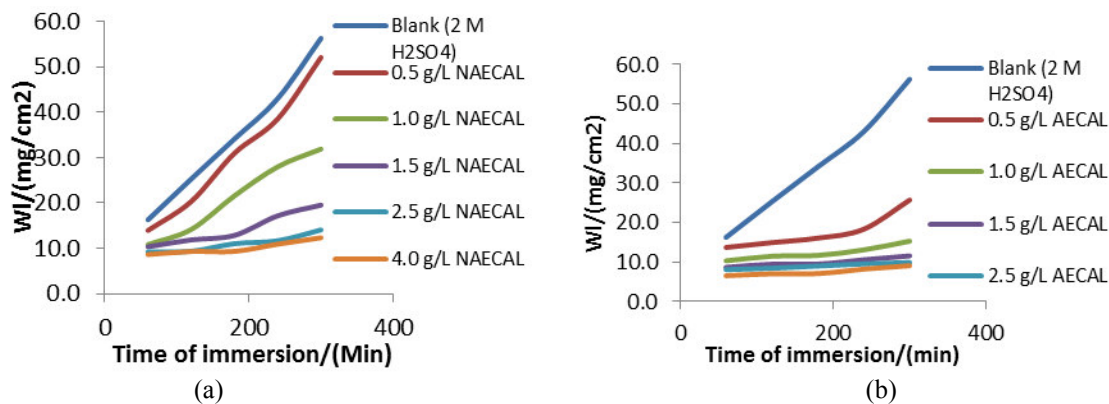 60.0
50.0
40.0
30.0
20.0
10.0
0.0
Wl/(mg/cm2)
0
200
400
Time of immersion/(Min)
Blank (2 M
H2SO4)
0.5 g/L NAECAL
1.0 g/L NAECAL
1.5 g/L NAECAL
2.5 g/L NAECAL
4.0 g/L NAECAL
(a)
60.0
50.0
40.0
30.0
20.0
10.0
0.0
Wl/(mg/cm2)
0
200
400
Time of immersion/(min)
Blank (2 M
H2SO4)
0.5 g/L AECAL
1.0 g/L AECAL
1.5 g/L AECAL
2.5 g/L AECAL
(b)